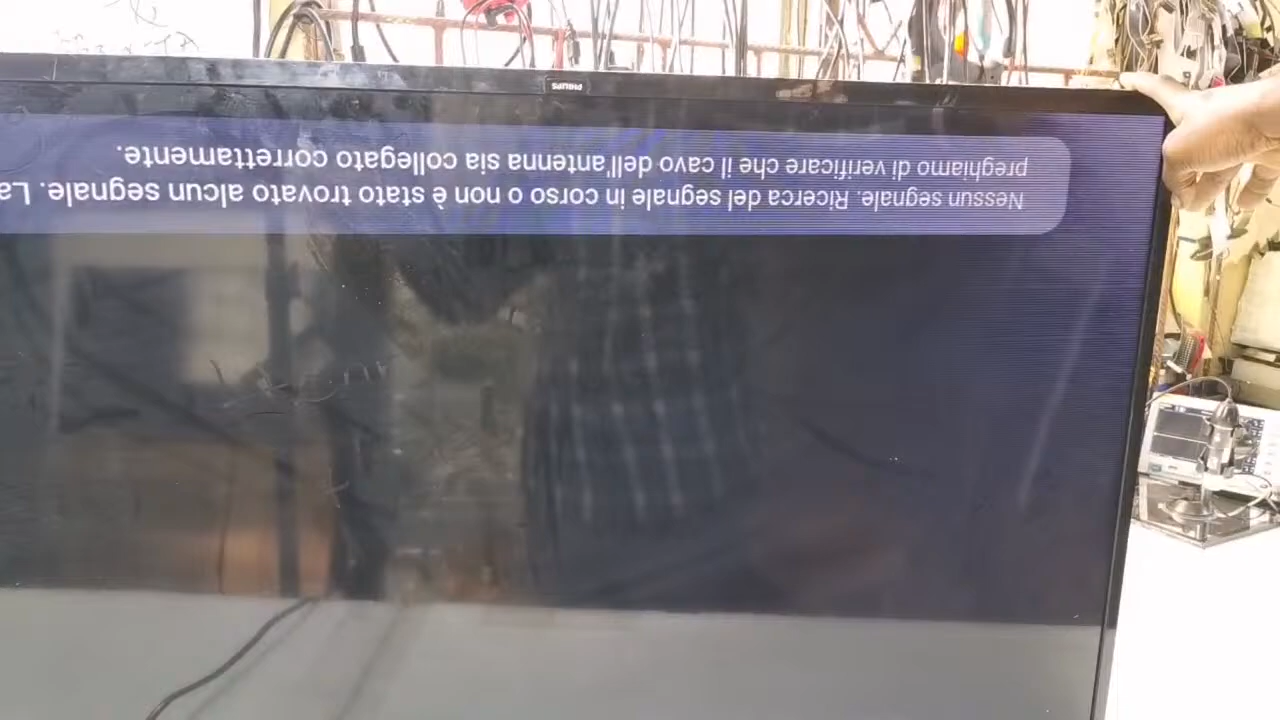 Nessun segnale. Ricerca del segnale in corso o non è stato trovato alcun segnale. La
preghiamo di verificare che il cavo dell'antenna sia collegato correttamente.
PHILIPS